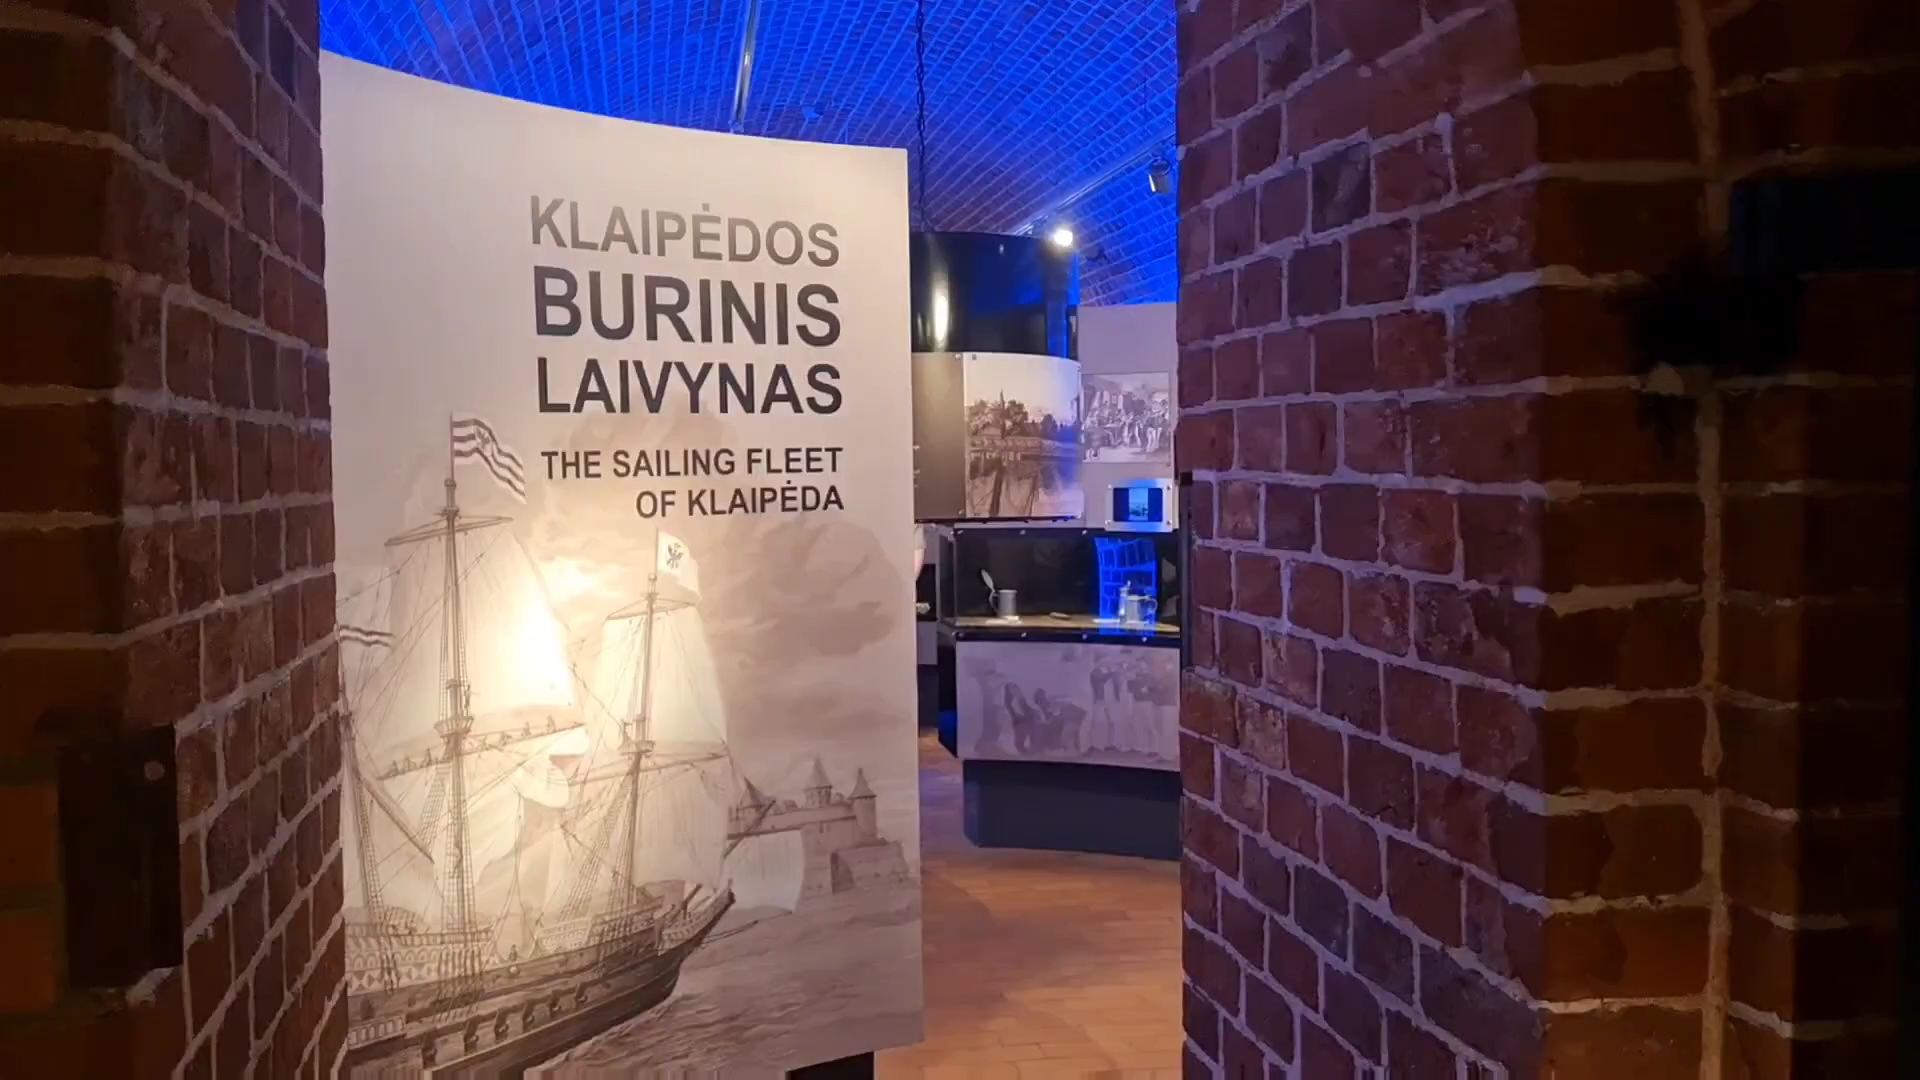 KLAIPĖDOS
BURINIS
LAIVYNAS
THE SAILING FLEET
OF KLAIPĖDA